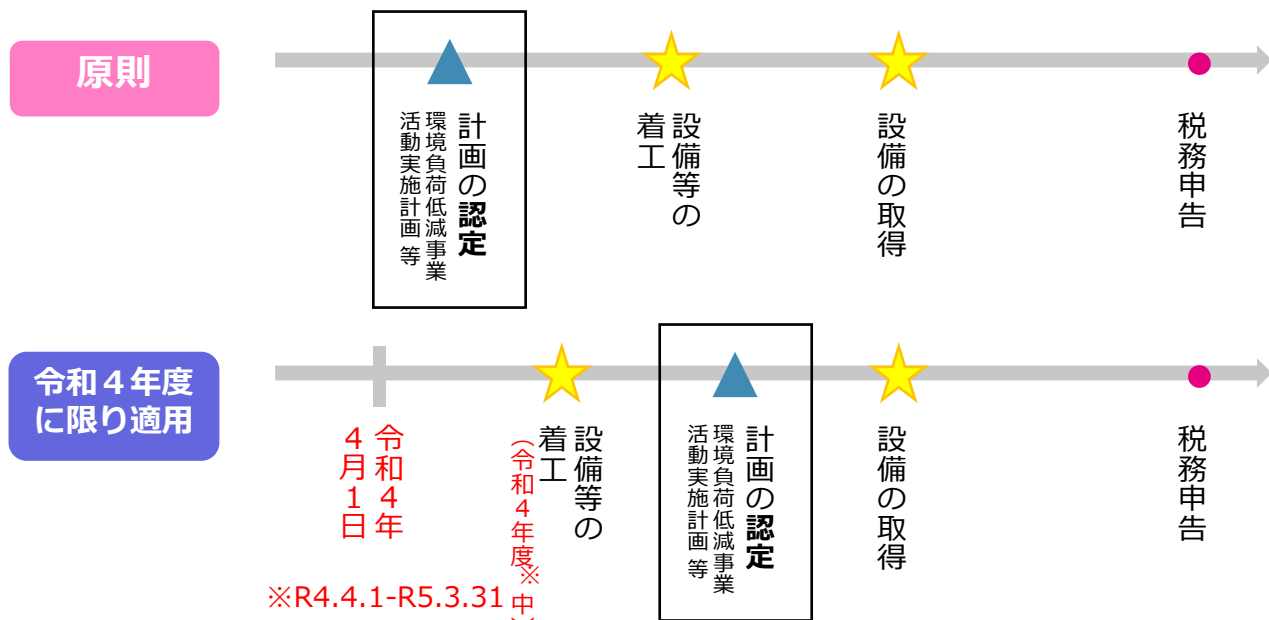 原則
計画の認定
環境負荷低減事業
活動実施計画 等
設備等の
着工
設備の取得
税務申告
令和４年度
に限り適用
令和４年
４月１日
※R4.4.1-R5.3.31
設備等の
着工
（令和４年度※中）
計画の認定
環境負荷低減事業
活動実施計画 等
設備の取得
税務申告